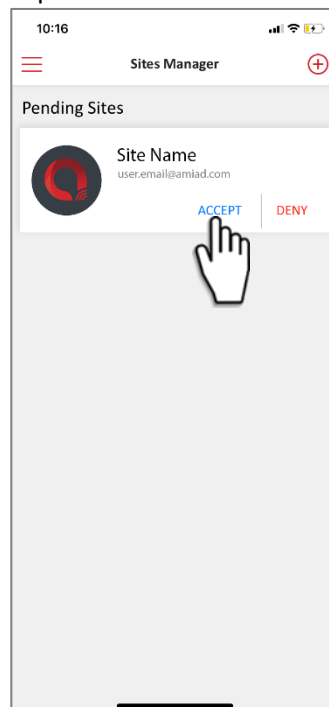 10:16
Sites Manager
Pending Sites
Site Name
user.email@amiad.com
ACCEPT
DENY